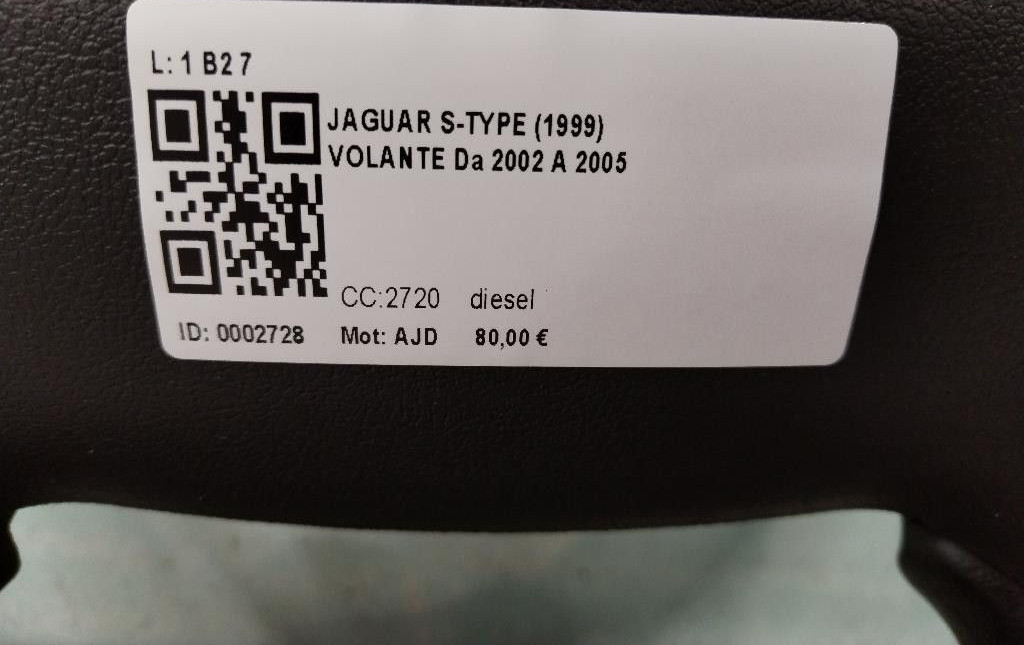 L: 1 B2 7
JAGUAR S-TYPE (1999)
VOLANTE Da 2002 A 2005
CC:2720 diesel
ID: 0002728 Mot: AJD 80,00 €